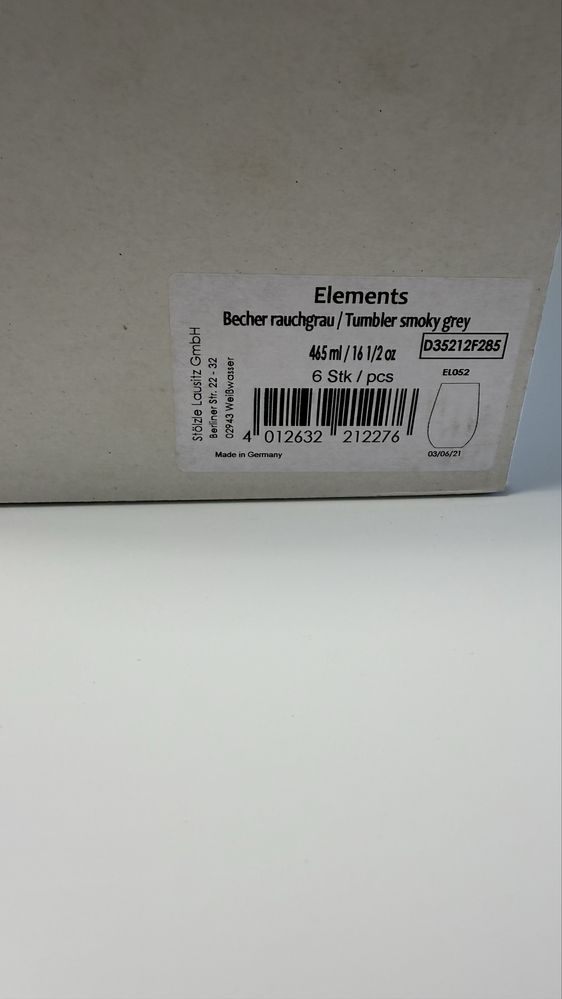 Elements
Becher rauchgrau / Tumbler smoky grey
465 ml / 16 1/2 oz
D35212F285
6 Stk / pcs
EL052
4 012632 212276
Made in Germany
03/06/21
Stölzle Lausitz GmbH
Berliner Str. 22 - 32
02943 Weißwasser